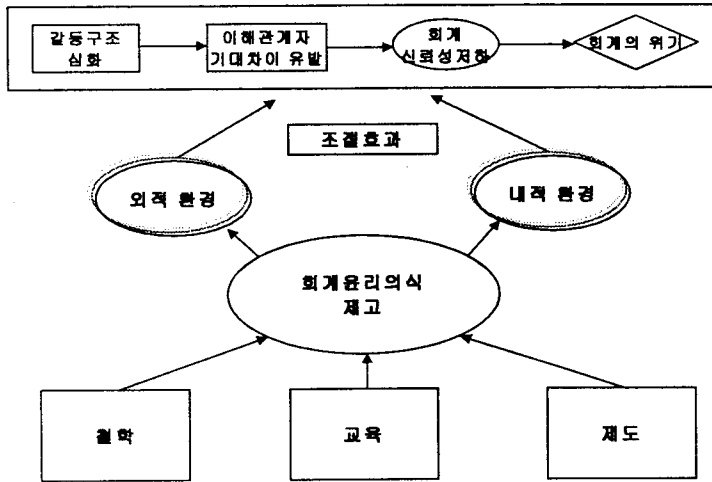 갈등구조
심화
이해관계자
기대차이 유발
회계
신뢰성저하
회계의 위기
조절효과
외적 환경
내적 환경
회계윤리의식
제고
철학
교육
제도